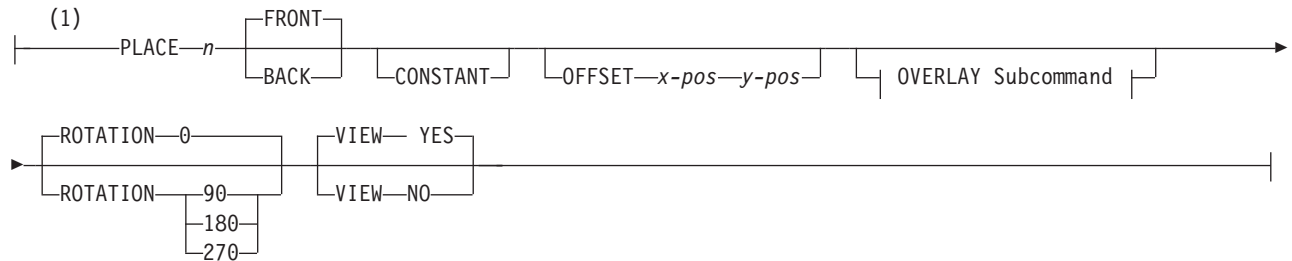 (1)
FRONT
PLACE n
BACK
CONSTANT
OFFSET x-pos y-pos
OVERLAY Subcommand
ROTATION 0
ROTATION 90
180
270
VIEW YES
VIEW NO